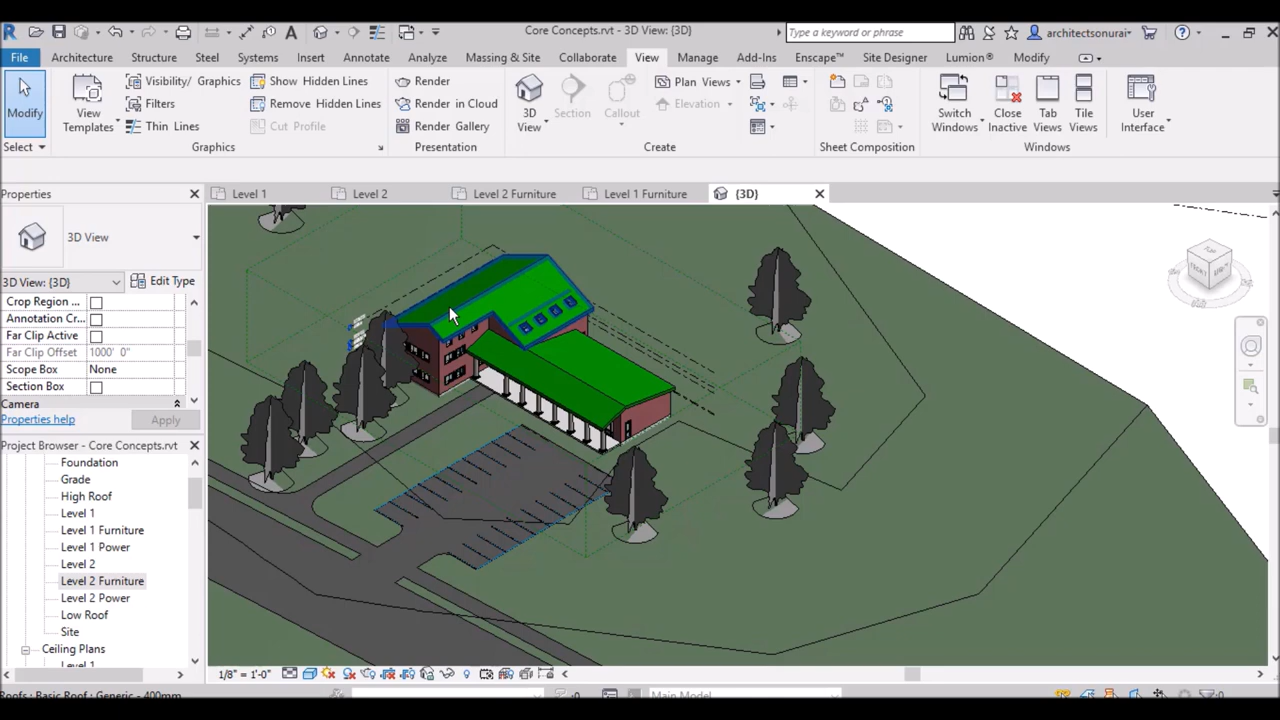 Core Concepts.rvt - 3D View: {3D}
Type a keyword or phrase
architectsonurai
File Architecture Structure Steel Systems Insert Annotate Analyze Massing & Site Collaborate View Manage Add-Ins Enscape™ Site Designer Lumion® Modify
Visibility/ Graphics Show Hidden Lines Render Plan Views
Filters Remove Hidden Lines Render in Cloud Elevation
Modify View Templates 3D View Section Callout Switch Windows Close Inactive Tab Views Tile Views User Interface
Thin Lines Cut Profile Render Gallery
Select Graphics Presentation Create Sheet Composition Windows
Properties Level 1 Level 2 Level 2 Furniture Level 1 Furniture {3D}
3D View
3D View: {3D} Edit Type
Crop Region ...
Annotation Cr...
Far Clip Active
Far Clip Offset 1000' 0"
Scope Box None
Section Box
Camera
Properties help Apply
Project Browser - Core Concepts.rvt
Foundation
Grade
High Roof
Level 1
Level 1 Furniture
Level 1 Power
Level 2
Level 2 Furniture
Level 2 Power
Low Roof
Site
Ceiling Plans
Level 1
1/8" = 1'-0"
Roofs : Basic Roof : Generic - 400mm
:0 Main Model :0
TOP